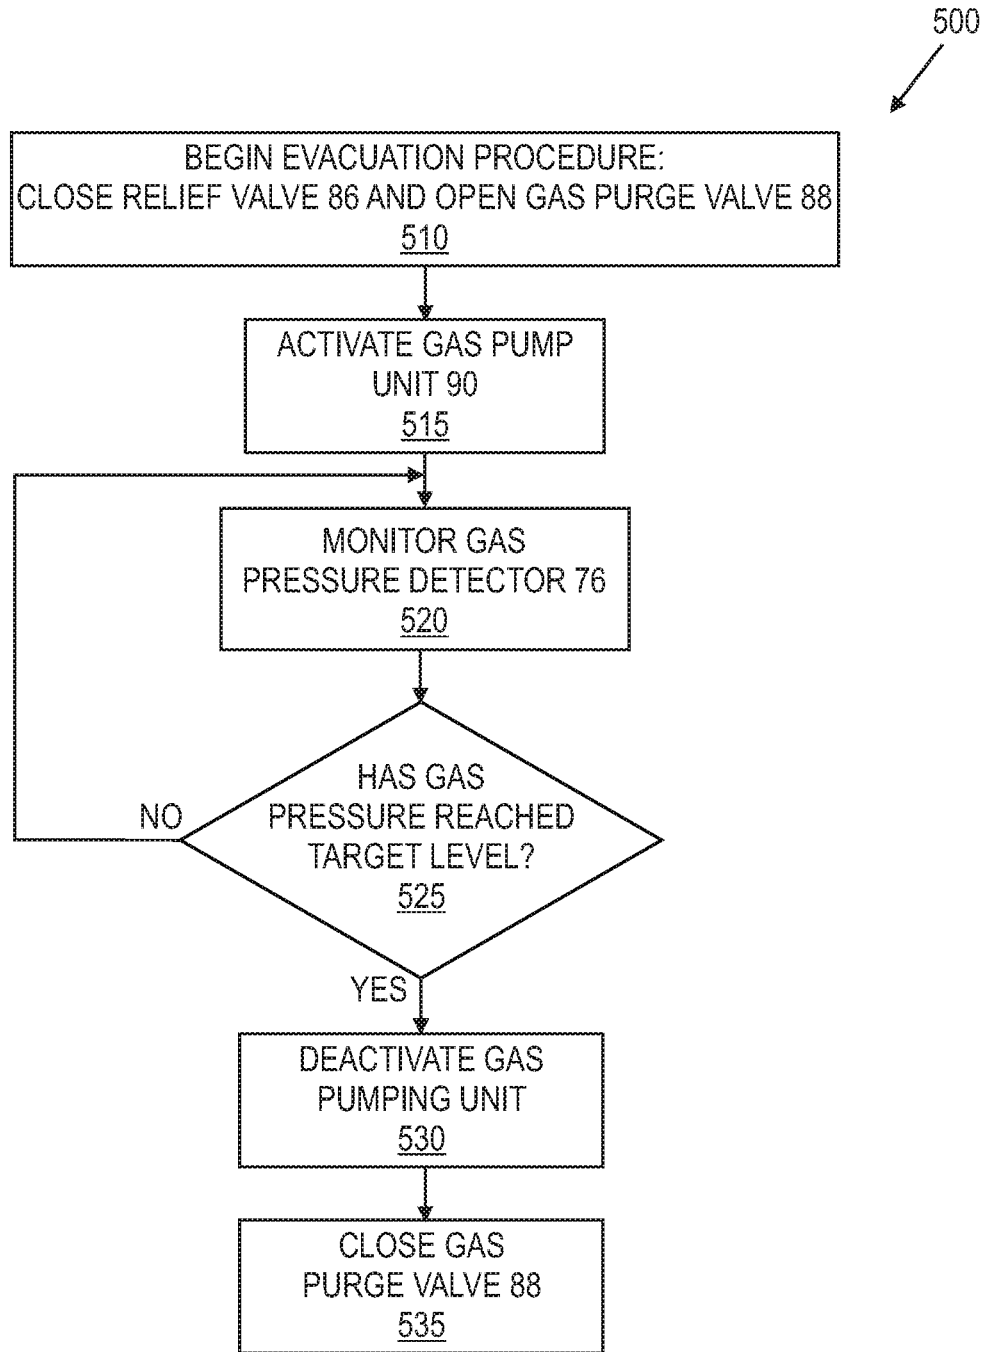 500
BEGIN EVACUATION PROCEDURE:
CLOSE RELIEF VALVE 86 AND OPEN GAS PURGE VALVE 88
510
ACTIVATE GAS PUMP
UNIT 90
515
MONITOR GAS
PRESSURE DETECTOR 76
520
HAS GAS
PRESSURE REACHED
TARGET LEVEL?
525
NO
YES
DEACTIVATE GAS
PUMPING UNIT
530
CLOSE GAS
PURGE VALVE 88
535